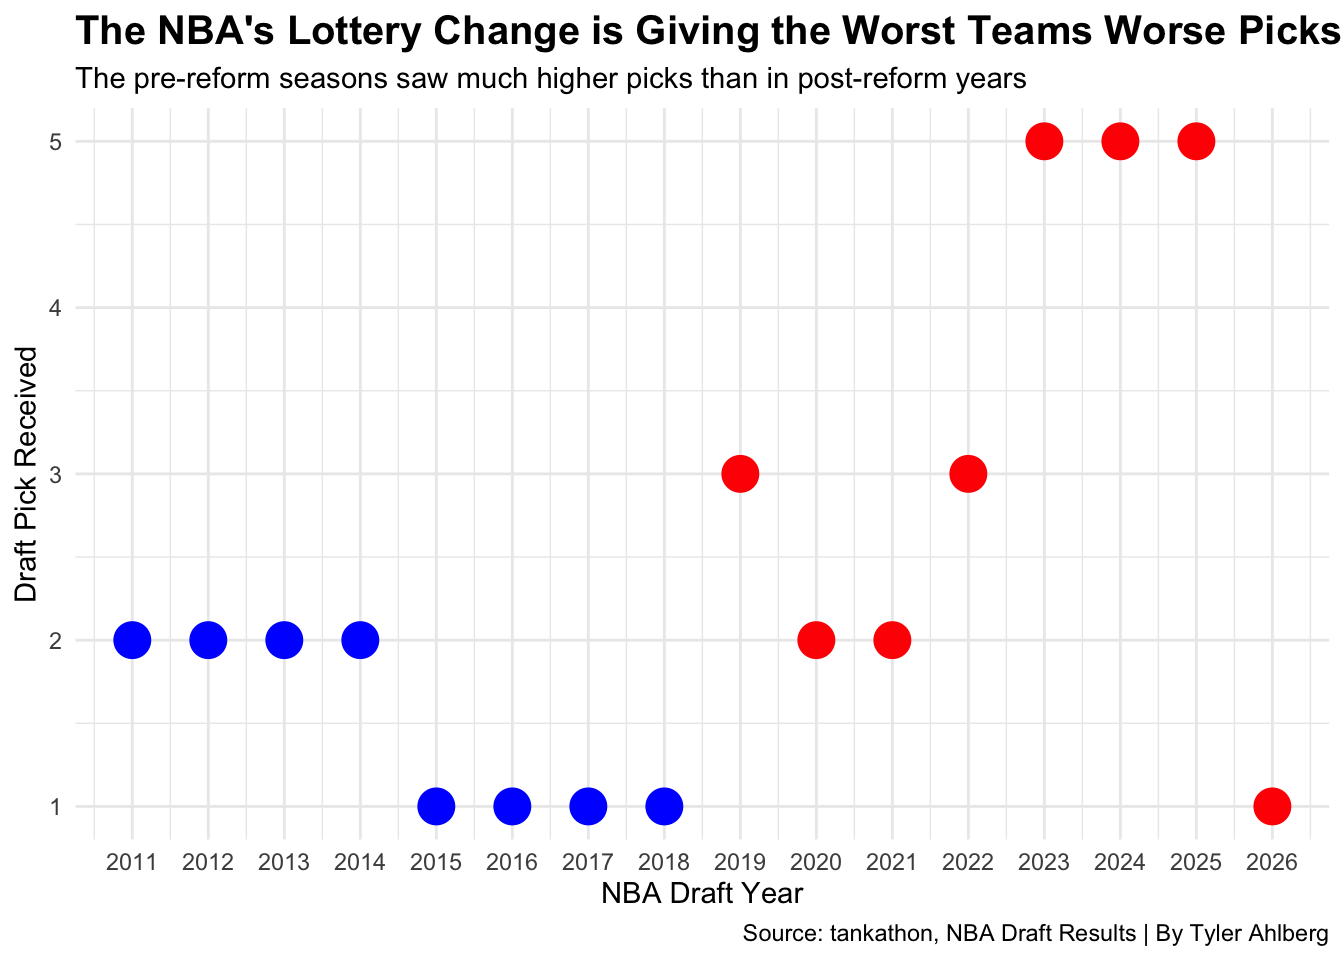 The NBA's Lottery Change is Giving the Worst Teams Worse Picks
The pre-reform seasons saw much higher picks than in post-reform years
5
4
3
2
1
Draft Pick Received
2011 2012 2013 2014 2015 2016 2017 2018 2019 2020 2021 2022 2023 2024 2025 2026
NBA Draft Year
Source: tankathon, NBA Draft Results | By Tyler Ahlberg